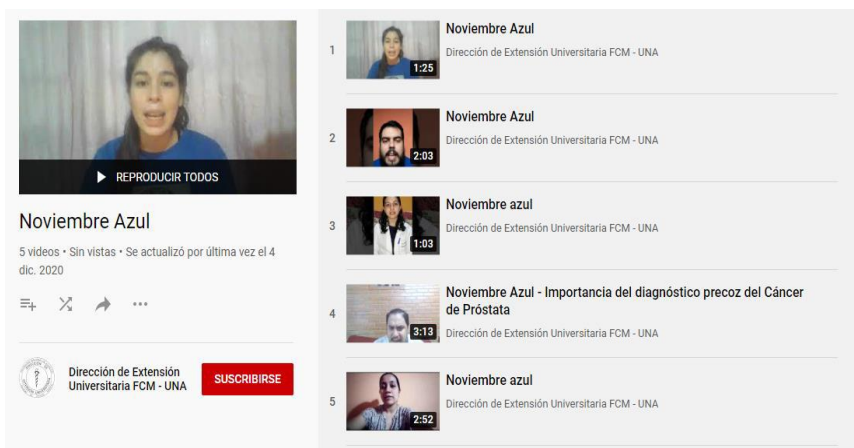 REPRODUCIR TODOS
Noviembre Azul
5 videos • Sin vistas • Se actualizó por última vez el 4
dic. 2020
Dirección de Extensión
Universitaria FCM - UNA
SUSCRIBIRSE
1
1:25
Noviembre Azul
Dirección de Extensión Universitaria FCM - UNA
2
2:03
Noviembre Azul
Dirección de Extensión Universitaria FCM - UNA
3
1:03
Noviembre azul
Dirección de Extensión Universitaria FCM - UNA
4
3:13
Noviembre Azul - Importancia del diagnóstico precoz del Cáncer
de Próstata
Dirección de Extensión Universitaria FCM - UNA
5
2:52
Noviembre azul
Dirección de Extensión Universitaria FCM - UNA